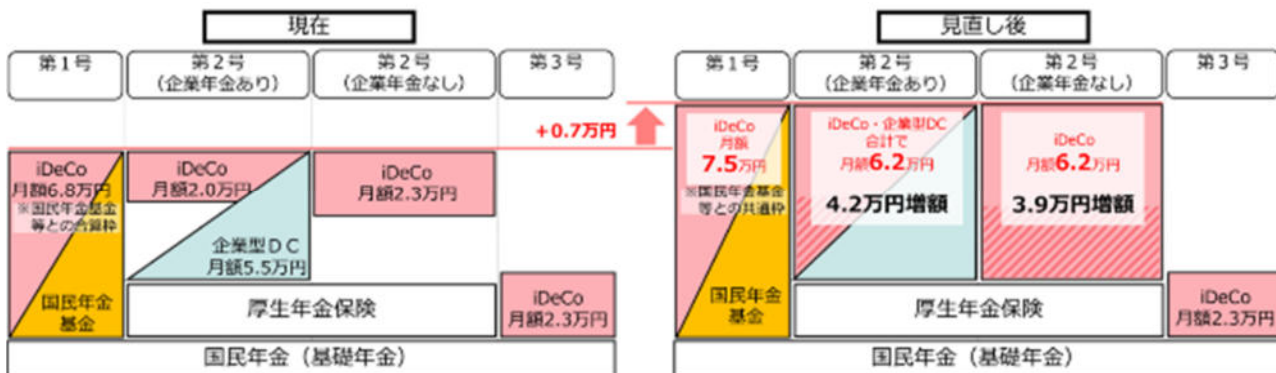 現在
第1号
第2号
(企業年金あり)
第2号
(企業年金なし)
第3号
iDeCo
月額6.8万円
※国民年金基金
等との合算枠
国民年金
基金
iDeCo
月額2.0万円
企業型DC
月額5.5万円
iDeCo
月額2.3万円
厚生年金保険
iDeCo
月額2.3万円
国民年金(基礎年金)
+0.7万円
見直し後
第1号
第2号
(企業年金あり)
第2号
(企業年金なし)
第3号
iDeCo
月額
7.5万円
※国民年金基金
等との共通枠
国民年金
基金
iDeCo・企業型DC
合計で
月額6.2万円
4.2万円増額
iDeCo
月額6.2万円
3.9万円増額
厚生年金保険
iDeCo
月額2.3万円
国民年金(基礎年金)